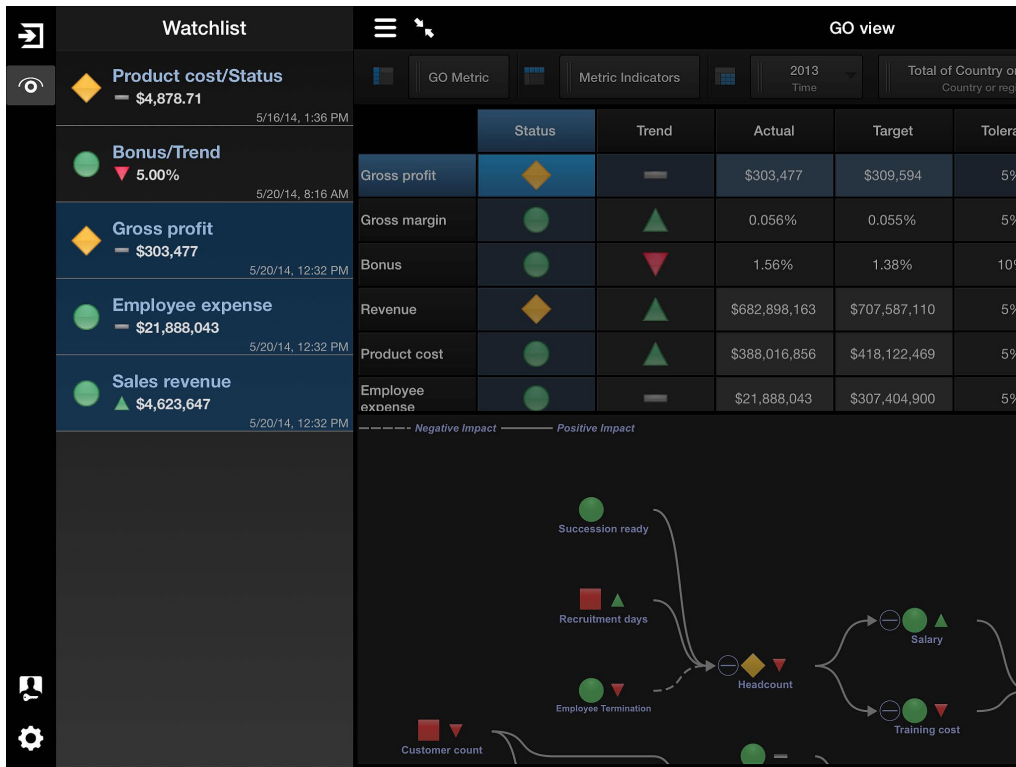 Watchlist
GO view
Product cost/Status
$4,878.71
5/16/14, 1:36 PM
Bonus/Trend
5.00%
5/20/14, 8:16 AM
Gross profit
$303,477
5/20/14, 12:32 PM
Employee expense
$21,888,043
5/20/14, 12:32 PM
Sales revenue
$4,623,647
5/20/14, 12:32 PM
GO Metric
Metric Indicators
2013
Time
Total of Country or
Country or regi
Status Trend Actual Target Tolera
Gross profit $303,477 $309,594 5%
Gross margin 0.056% 0.055% 5%
Bonus 1.56% 1.38% 10%
Revenue $682,898,163 $707,587,110 5%
Product cost $388,016,856 $418,122,469 5%
Employee
expense $21,888,043 $307,404,900 5%
Negative Impact Positive Impact
Succession ready
Recruitment days
Salary
Headcount
Employee Termination
Training cost
Customer count